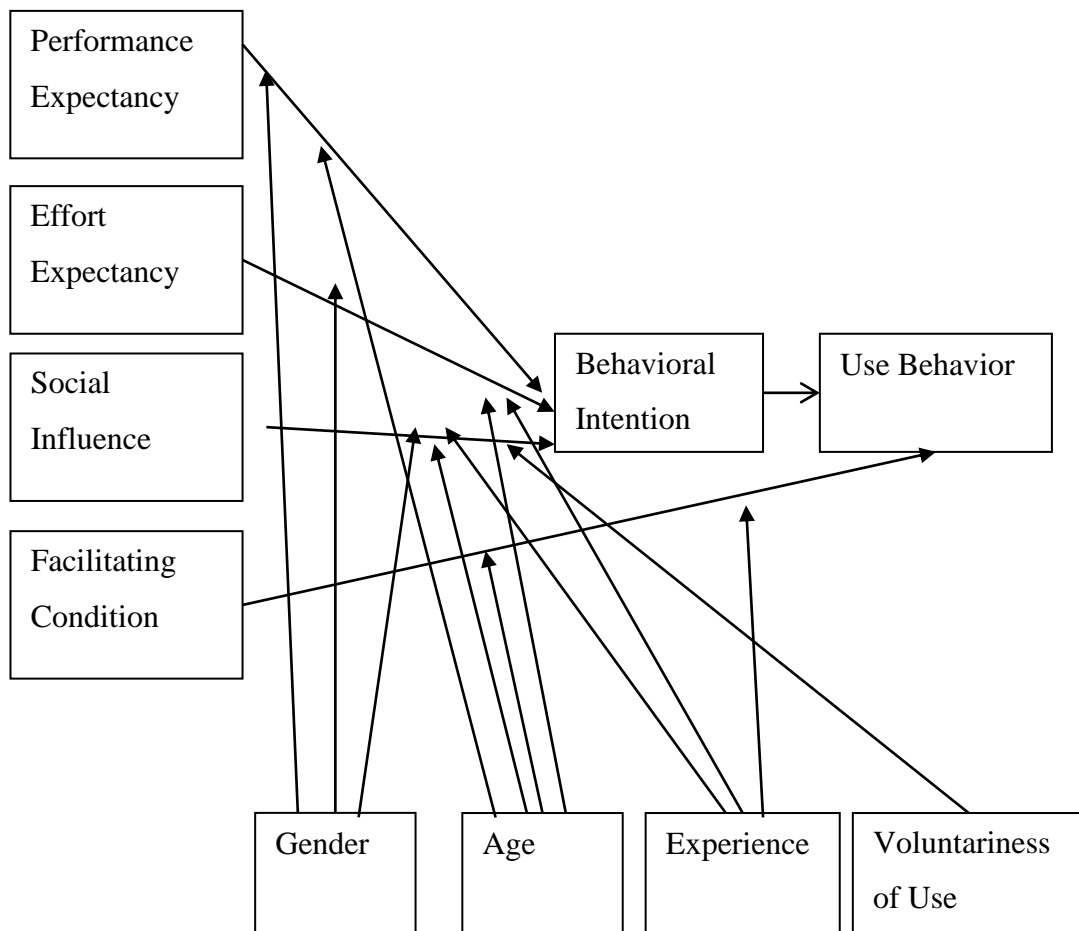 Performance
Expectancy
Effort
Expectancy
Social
Influence
Facilitating
Condition
Behavioral
Intention
Use Behavior
Gender
Age
Experience
Voluntariness
of Use